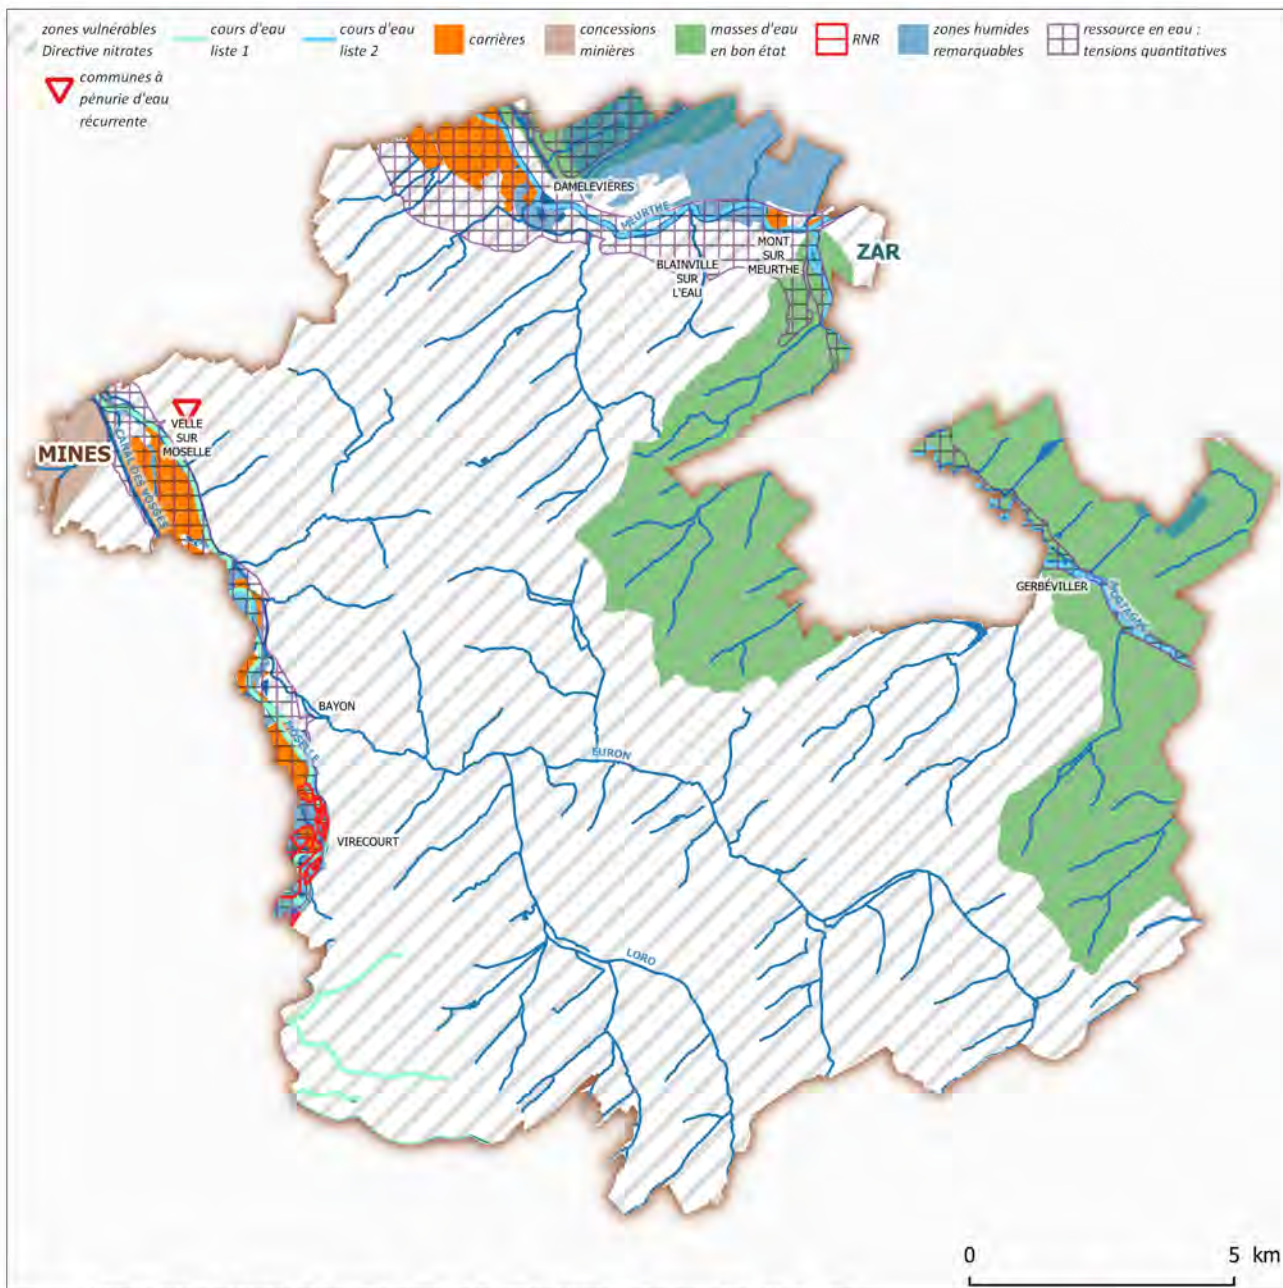 zones vulnérables
Directive nitrates
cours d'eau
liste 1
cours d'eau
liste 2
carrières
concessions
minières
masses d'eau
en bon état
RNR
zones humides
remarquables
ressource en eau :
tensions quantitatives
communes à
pénurie d'eau
récurrente
DAMELEVIÈRES
MEURTHE
MONT
SUR
MEURTHE
ZAR
BLAINVILLE
SUR
L'EAU
VELLE
SUR
MOSELLE
MINES
CANAL DES VOSGES
GERBÉVILLER
MORTAGNE
BAYON
MOSELLE
EURON
VIRECOURT
LORO
0 5 km